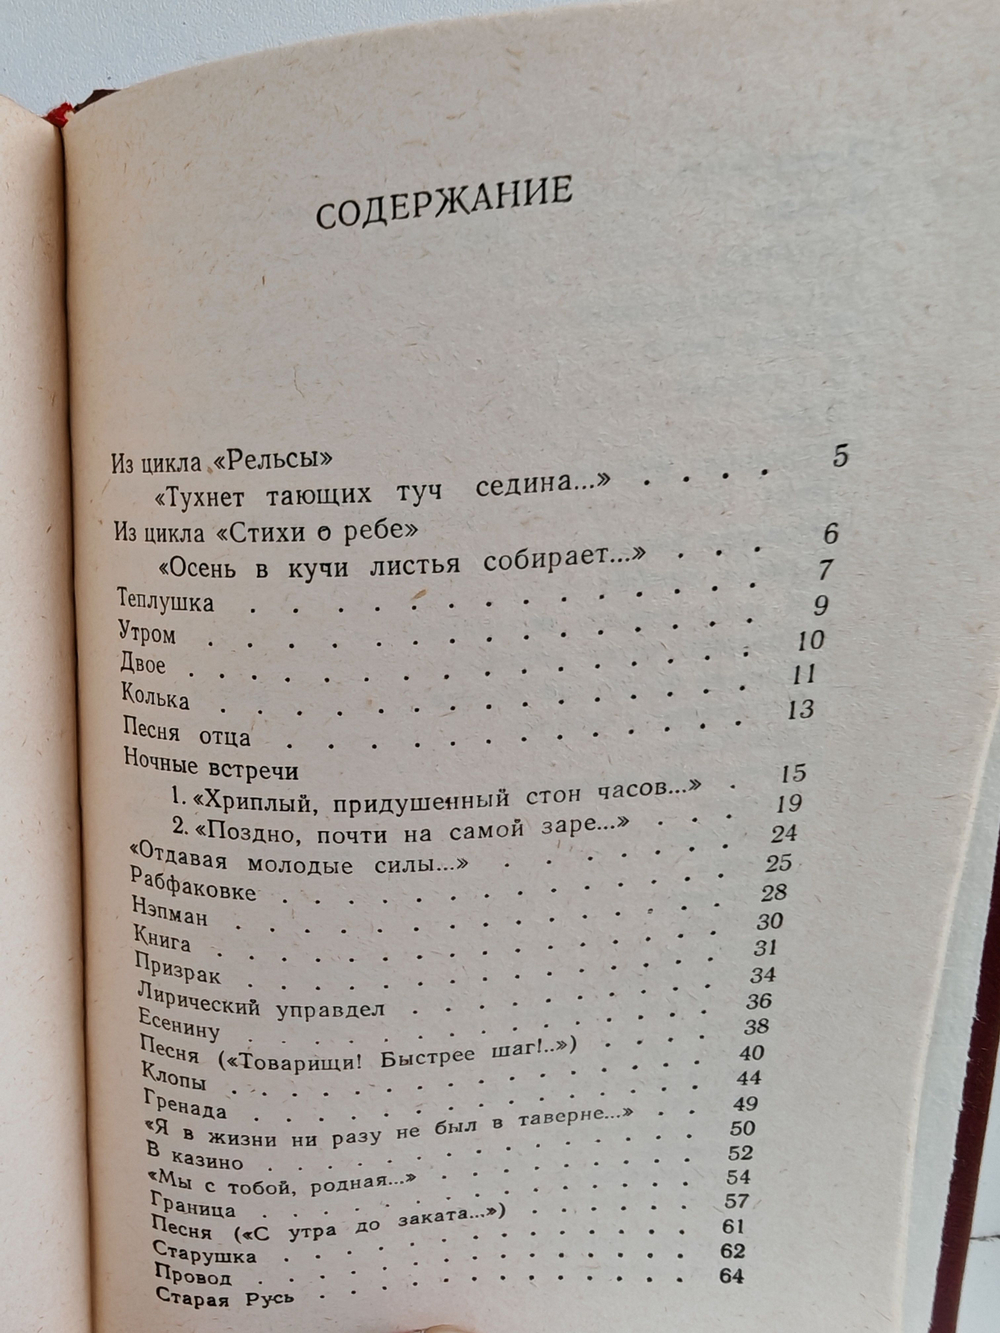 СОДЕРЖАНИЕ
Из цикла «Рельсы»
«Тухнет тающих туч седина...» . . . . 5
Из цикла «Стихи о ребе»
«Осень в кучи листья собирает...» . . . 6
Теплушка . . . . . . . . . . . . 7
Утром . . . . . . . . . . . . . 9
Двое . . . . . . . . . . . . . 10
Колька . . . . . . . . . . . . 11
Песня отца . . . . . . . . . . . 13
Ночные встречи
1. «Хриплый, придушенный стон часов...» . 15
2. «Поздно, почти на самой заре...» . . . 19
«Отдавая молодые силы...» . . . . . . 24
Рабфаковке . . . . . . . . . . . 25
Нэпман . . . . . . . . . . . . 28
Книга . . . . . . . . . . . . . 30
Призрак . . . . . . . . . . . . 31
Лирический управдел . . . . . . . . 34
Есенину . . . . . . . . . . . . 36
Песня («Товарищи! Быстрее шаг!..») . . . . 38
Клопы . . . . . . . . . . . . . 40
Гренада . . . . . . . . . . . . 44
«Я в жизни ни разу не был в таверне...» . . 49
В казино . . . . . . . . . . . . 50
«Мы с тобой, родная...» . . . . . . . . 52
Граница . . . . . . . . . . . . 54
Песня («С утра до заката...») . . . . . . 57
Старушка . . . . . . . . . . . . 61
Провод . . . . . . . . . . . . . 62
Старая Русь . . . . . . . . . . . 64